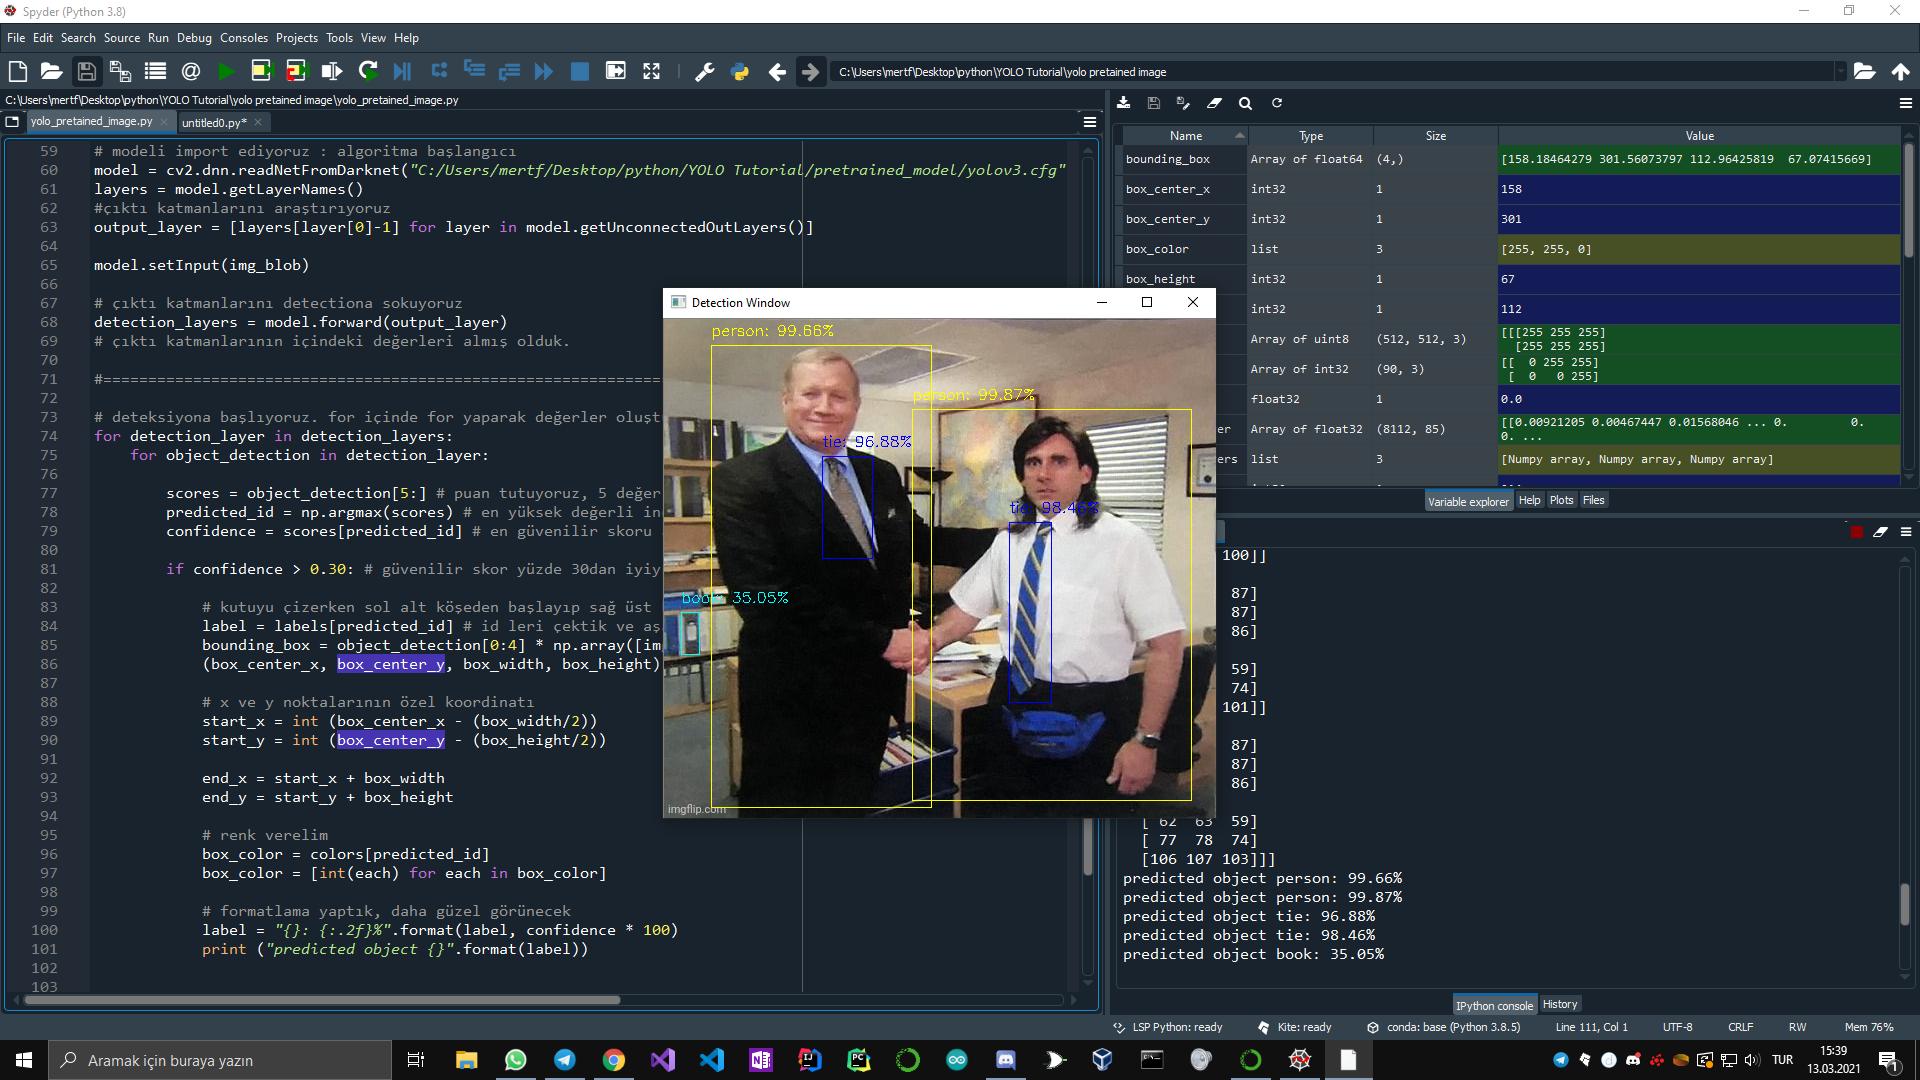 Spyder (Python 3.8)
File Edit Search Source Run Debug Consoles Projects Tools View Help
C:\Users\mertf\Desktop\python\YOLO Tutorial\yolo pretained image
C:\Users\mertf\Desktop\python\YOLO Tutorial\yolo pretained image\yolo_pretained_image.py
yolo_pretained_image.py
untitled0.py*
59 # modeli import ediyoruz : algoritma başlangıcı
60 model = cv2.dnn.readNetFromDarknet("C:/Users/mertf/Desktop/python/YOLO Tutorial/pretrained_model/yolov3.cfg"
61 layers = model.getLayerNames()
62 #çıktı katmanlarını araştırıyoruz
63 output_layer = [layers[layer[0]-1] for layer in model.getUnconnectedOutLayers()]
64
65 model.setInput(img_blob)
66
67 # çıktı katmanlarını detectiona sokuyoruz
68 detection_layers = model.forward(output_layer)
69 # çıktı katmanlarının içindeki değerleri almış olduk.
70
71 #==============================================================
72
73 # deteksiyona başlıyoruz. for içinde for yaparak değerler oluşt
74 for detection_layer in detection_layers:
75 for object_detection in detection_layer:
76
77 scores = object_detection[5:] # puan tutuyoruz, 5 değer
78 predicted_id = np.argmax(scores) # en yüksek değerli in
79 confidence = scores[predicted_id] # en güvenilir skoru
80
81 if confidence > 0.30: # güvenilir skor yüzde 30dan iyiy
82
83 # kutuyu çizerken sol alt köşeden başlayıp sağ üst
84 label = labels[predicted_id] # id leri çektik ve aş
85 bounding_box = object_detection[0:4] * np.array([im
86 (box_center_x, box_center_y, box_width, box_height)
87
88 # x ve y noktalarının özel koordinatı
89 start_x = int (box_center_x - (box_width/2))
90 start_y = int (box_center_y - (box_height/2))
91
92 end_x = start_x + box_width
93 end_y = start_y + box_height
94
95 # renk verelim
96 box_color = colors[predicted_id]
97 box_color = [int(each) for each in box_color]
98
99 # formatlama yaptık, daha güzel görünecek
100 label = "{}: {:.2f}%".format(label, confidence * 100)
101 print ("predicted object {}".format(label))
102
103
Detection Window
person: 99.66%
person: 99.87%
tie: 96.88%
tie: 98.46%
book: 35.05%
imgflip.com
Name Type Size Value
bounding_box Array of float64 (4,) [158.18464279 301.56073797 112.96425819 67.07415669]
box_center_x int32 1 158
box_center_y int32 1 301
box_color list 3 [255, 255, 0]
box_height int32 1 67
int32 1 112
Array of uint8 (512, 512, 3) [[[255 255 255]
[255 255 255]
Array of int32 (90, 3) [[ 0 255 255]
[ 0 0 255]
float32 1 0.0
er Array of float32 (8112, 85) [[0.00921205 0.00467447 0.01568046 ... 0. 0.
0. ...
ers list 3 [Numpy array, Numpy array, Numpy array]
Variable explorer Help Plots Files
100]]
87]
87]
86]
59]
74]
101]]
87]
87]
86]
[ 62 63 59]
[ 77 78 74]
[106 107 103]]]
predicted object person: 99.66%
predicted object person: 99.87%
predicted object tie: 96.88%
predicted object tie: 98.46%
predicted object book: 35.05%
IPython console History
LSP Python: ready Kite: ready conda: base (Python 3.8.5) Line 111, Col 1 UTF-8 CRLF RW Mem 76%
Aramak için buraya yazın
TUR
15:39
13.03.2021
1